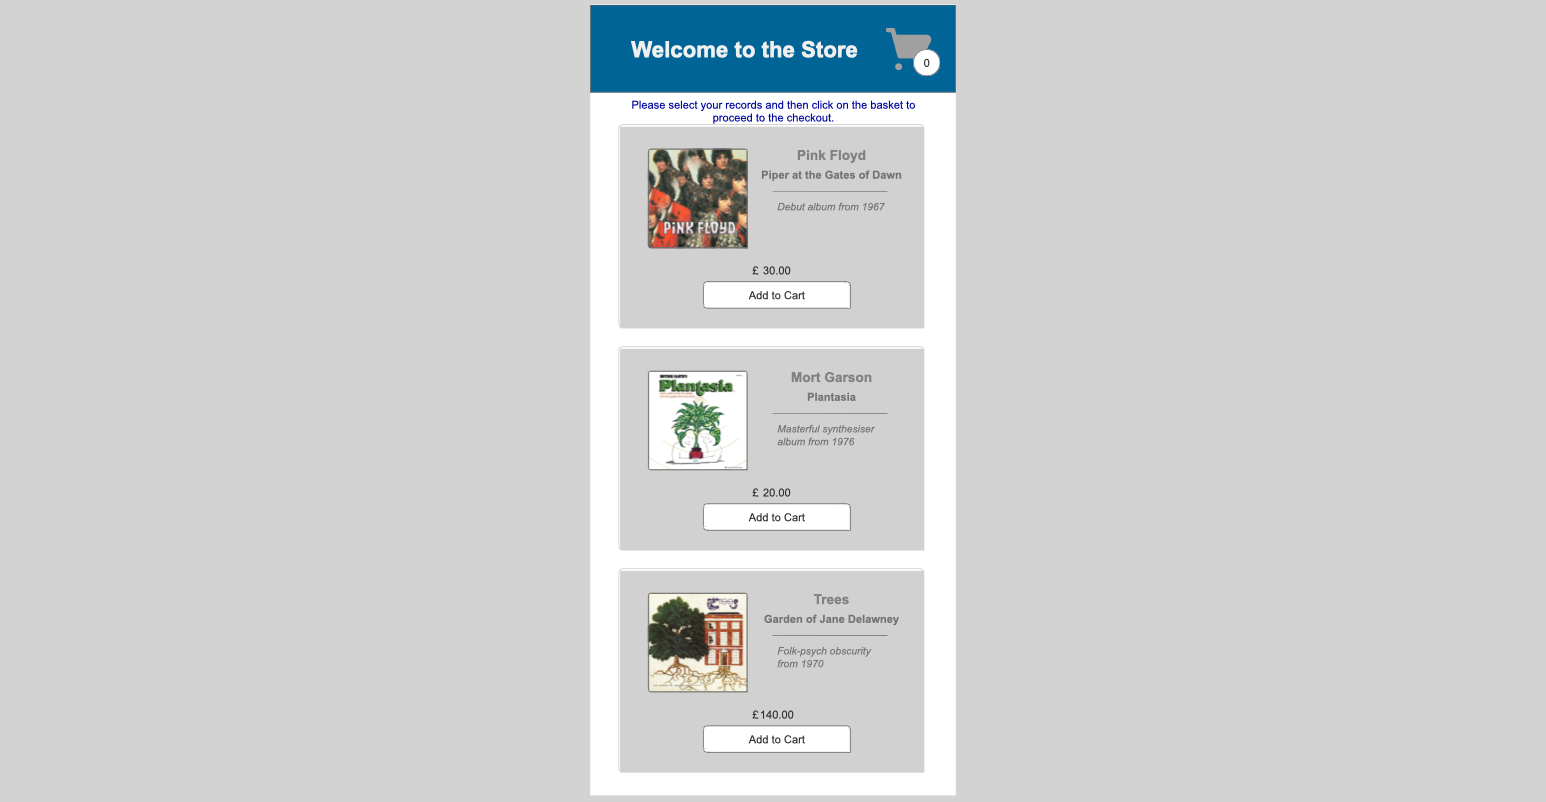 Welcome to the Store
0
Please select your records and then click on the basket to
proceed to the checkout.
PiNK FLOYD
Pink Floyd
Piper at the Gates of Dawn
Debut album from 1967
£ 30.00
Add to Cart
Plantasia
Mort Garson
Plantasia
Masterful synthesiser
album from 1976
£ 20.00
Add to Cart
Trees
Garden of Jane Delawney
Folk-psych obscurity
from 1970
£140.00
Add to Cart